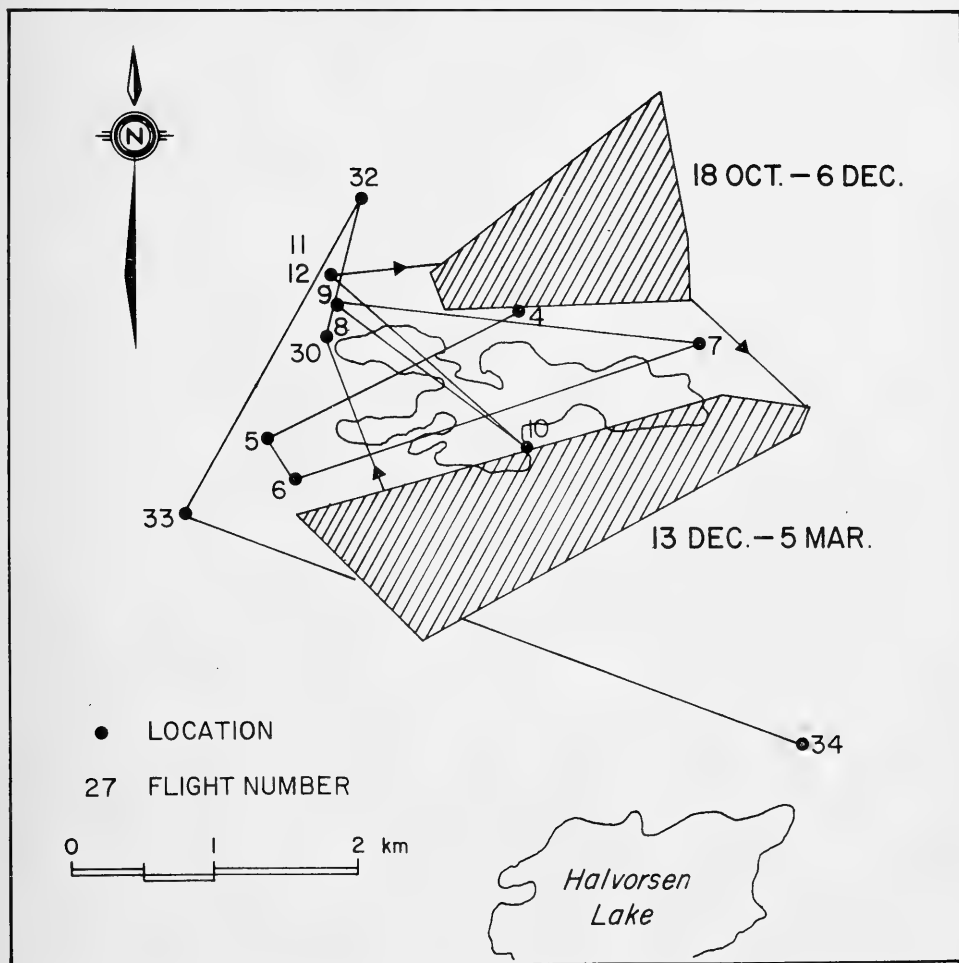 N
32
18 OCT. – 6 DEC.
11
12
9
8
4
30
7
5
10
6
33
13 DEC. – 5 MAR.
34
LOCATION
27 FLIGHT NUMBER
0 1 2 km
Halvorsen
Lake